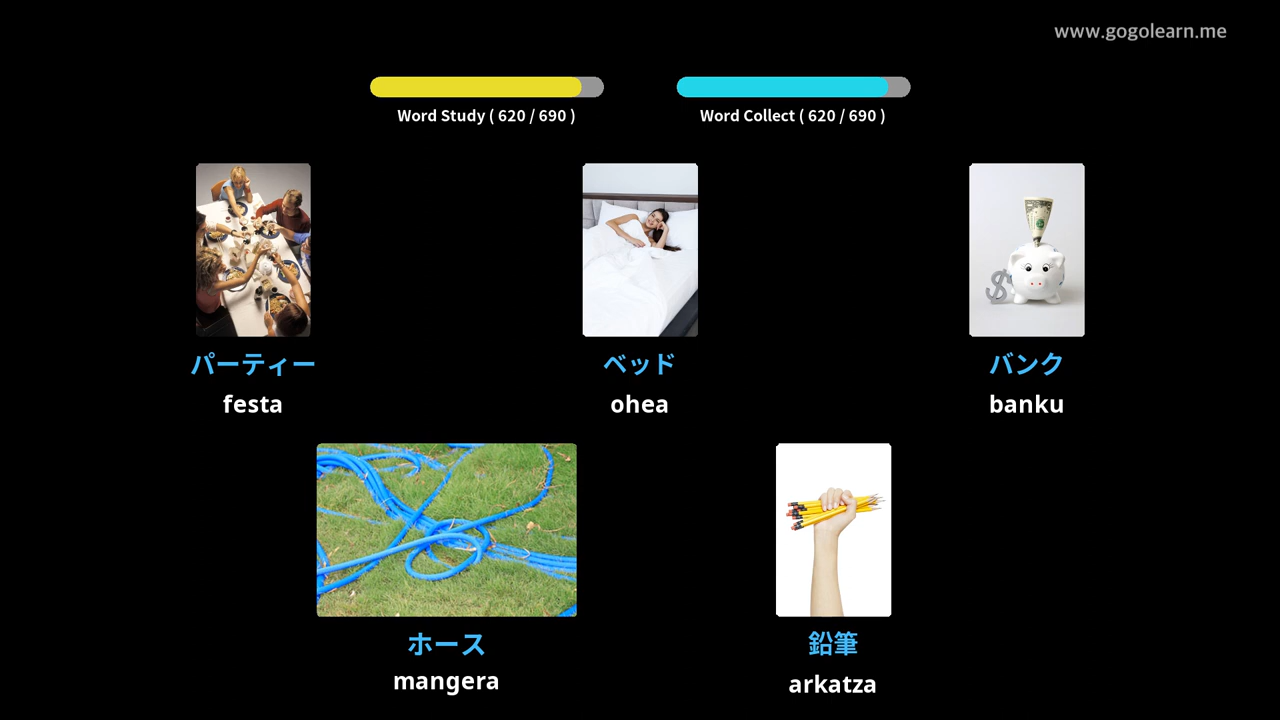 www.gogolearn.me
Word Study ( 620 / 690 )
Word Collect ( 620 / 690 )
パーティー
festa
ベッド
ohea
バンク
banku
ホース
mangera
鉛筆
arkatza